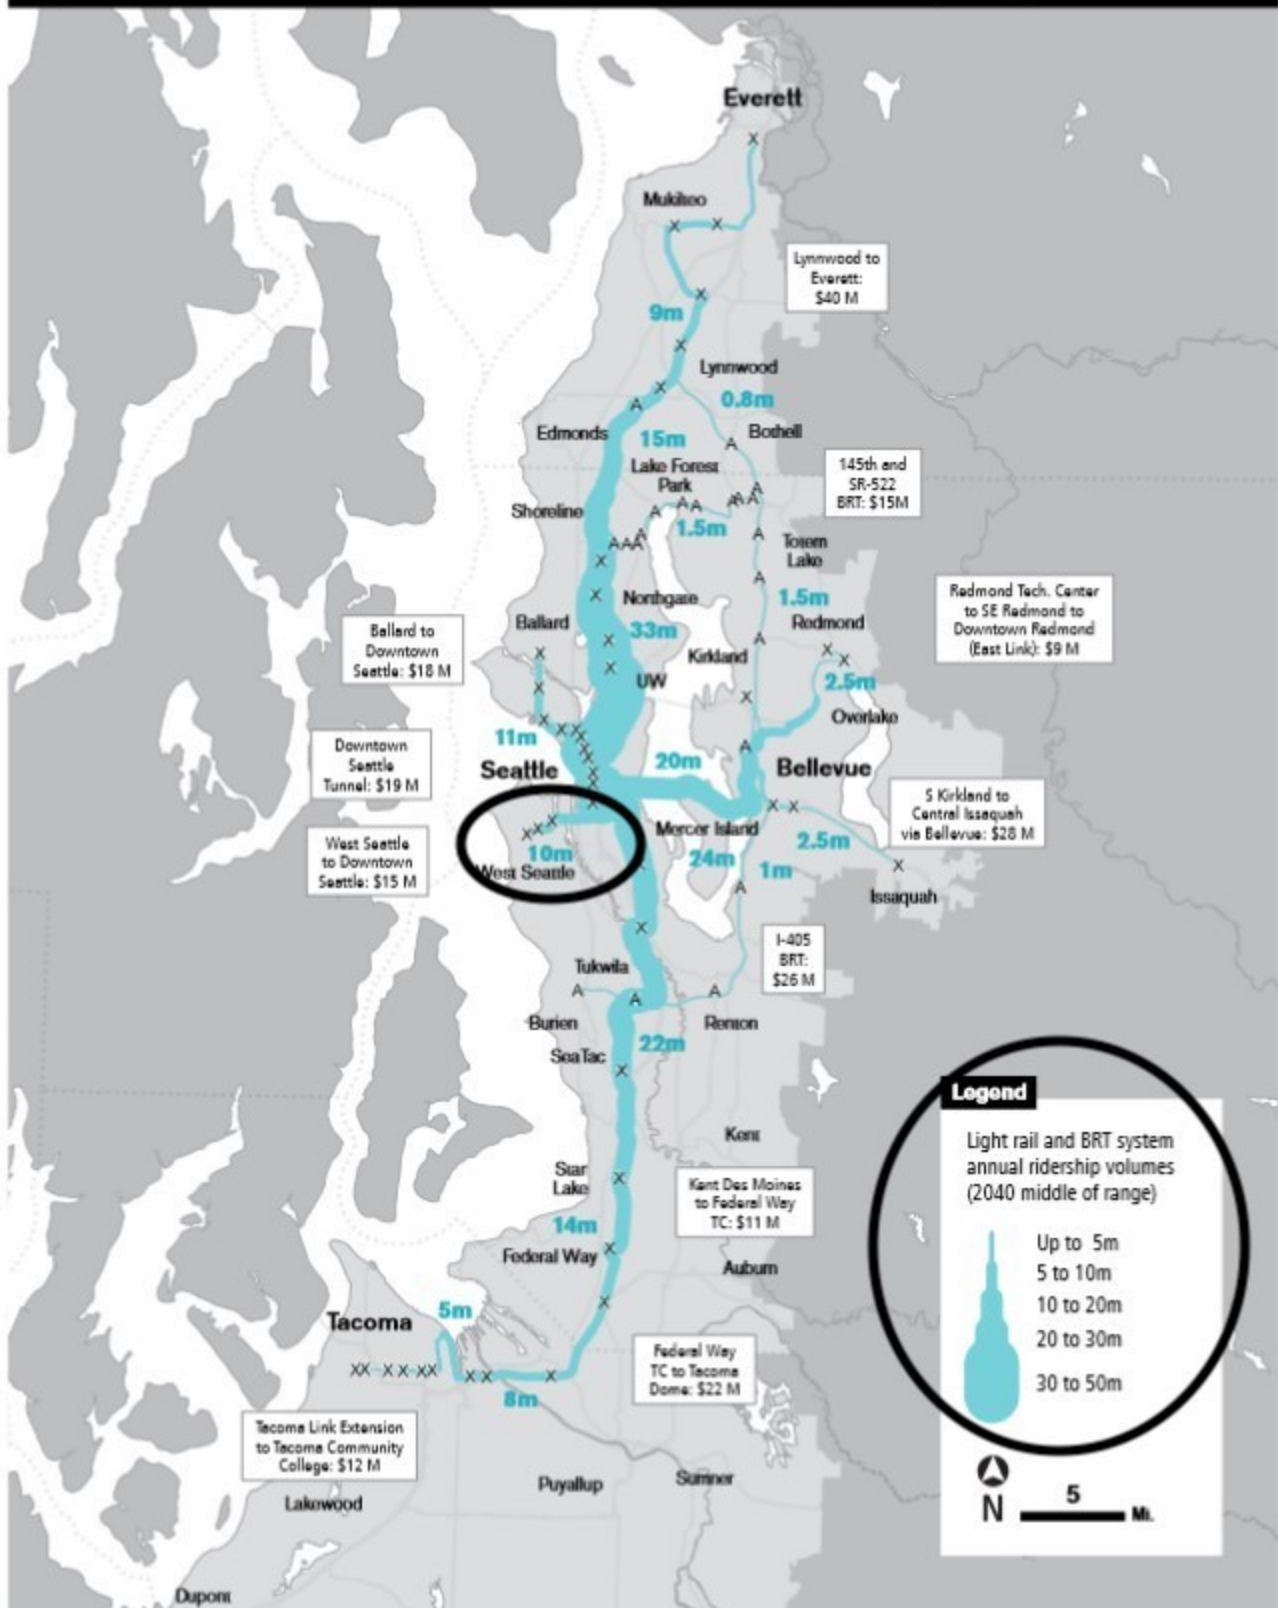 Everett
Mukilteo
Lynnwood to
Everett:
$40 M
9m
Lynnwood
0.8m
Edmonds
15m
Bothell
Lake Forest
Park
145th and
SR-522
BRT: $15M
Shoreline
1.5m
Totem
Lake
Northgate
1.5m
Redmond Tech. Center
to SE Redmond to
Downtown Redmond
(East Link): $9 M
Ballard to
Downtown
Seattle: $18 M
Ballard
33m
Redmond
Kirkland
UW
2.5m
Overlake
11m
Downtown
Seattle
Tunnel: $19 M
Seattle
20m
Bellevue
S Kirkland to
Central Issaquah
via Bellevue: $28 M
West Seattle
to Downtown
Seattle: $15 M
10m
West Seattle
Mercer Island
24m
2.5m
1m
Issaquah
I-405
BRT:
$26 M
Tukwila
Burien
Renton
SeaTac
22m
Kent
Star
Lake
Kent Des Moines
to Federal Way
TC: $11 M
14m
Federal Way
Auburn
Tacoma
5m
Federal Way
TC to Tacoma
Dome: $22 M
8m
Tacoma Link Extension
to Tacoma Community
College: $12 M
Lakewood
Puyallup
Sumner
Dupont
Legend
Light rail and BRT system
annual ridership volumes
(2040 middle of range)
Up to 5m
5 to 10m
10 to 20m
20 to 30m
30 to 50m
N
5
Mi.